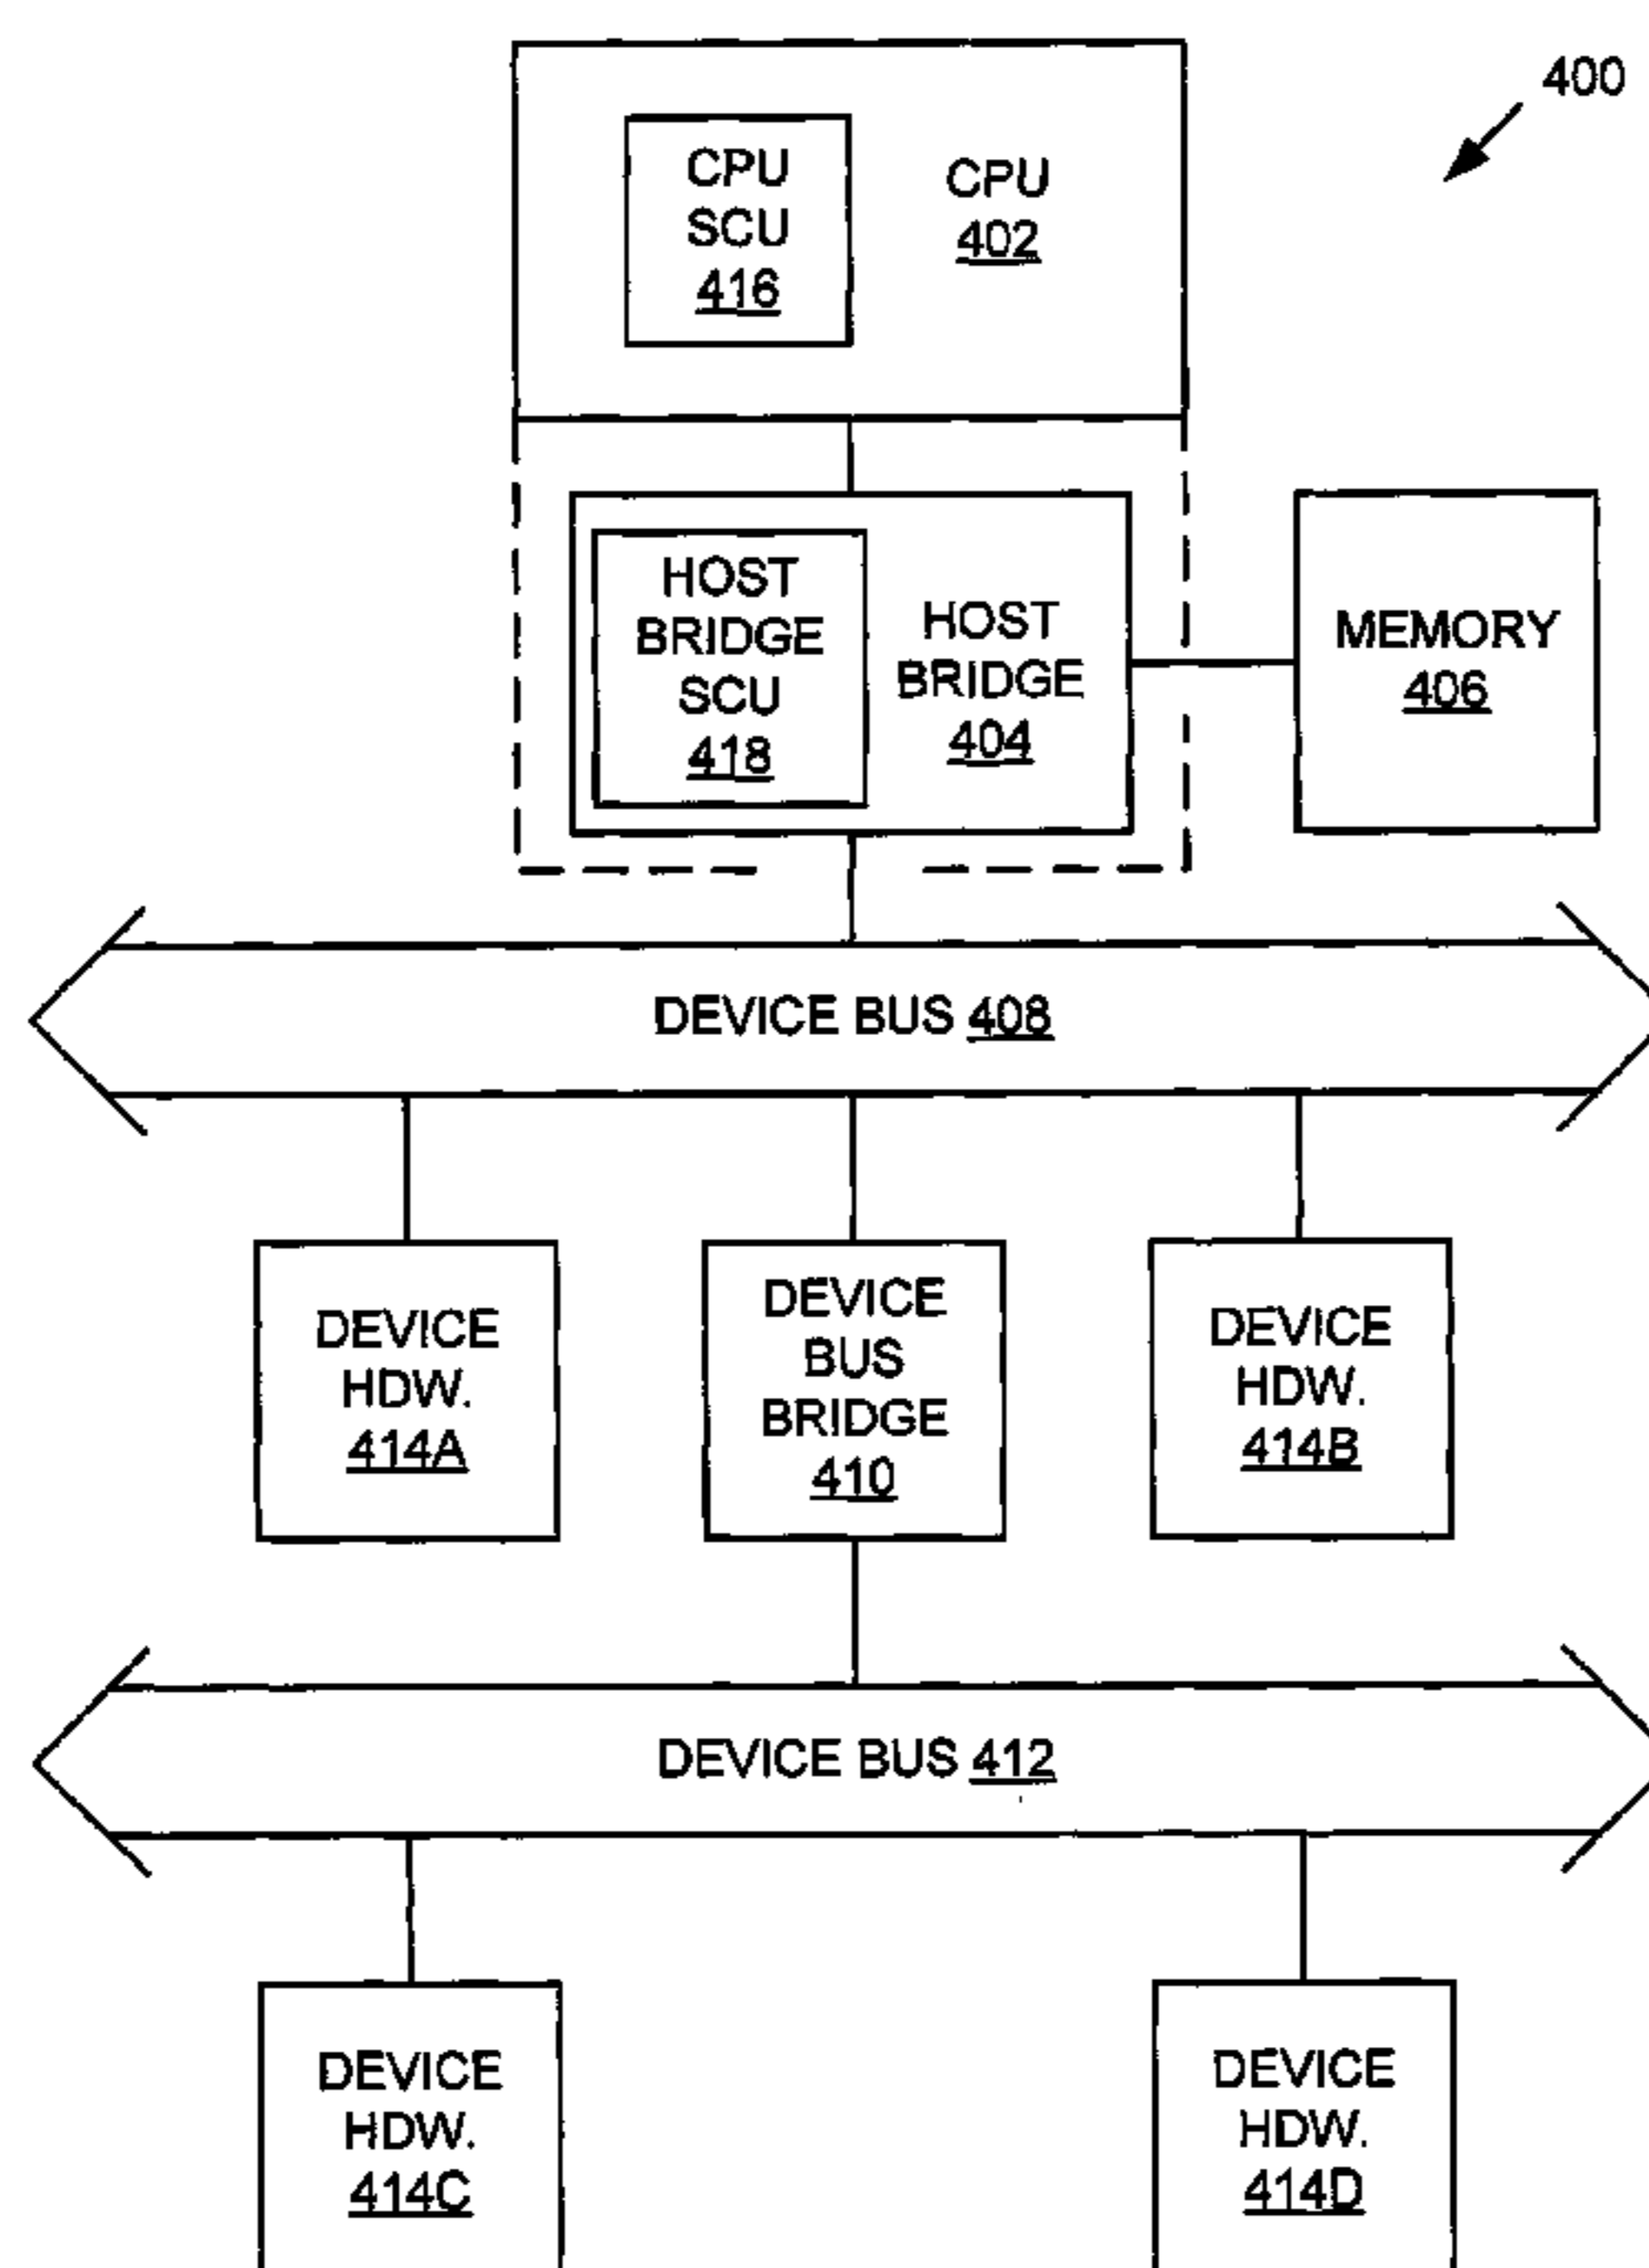 400
CPU
SCU
416
CPU
402
HOST
BRIDGE
SCU
418
HOST
BRIDGE
404
MEMORY
406
DEVICE BUS 408
DEVICE
HDW.
414A
DEVICE
BUS
BRIDGE
410
DEVICE
HDW.
414B
DEVICE BUS 412
DEVICE
HDW.
414C
DEVICE
HDW.
414D